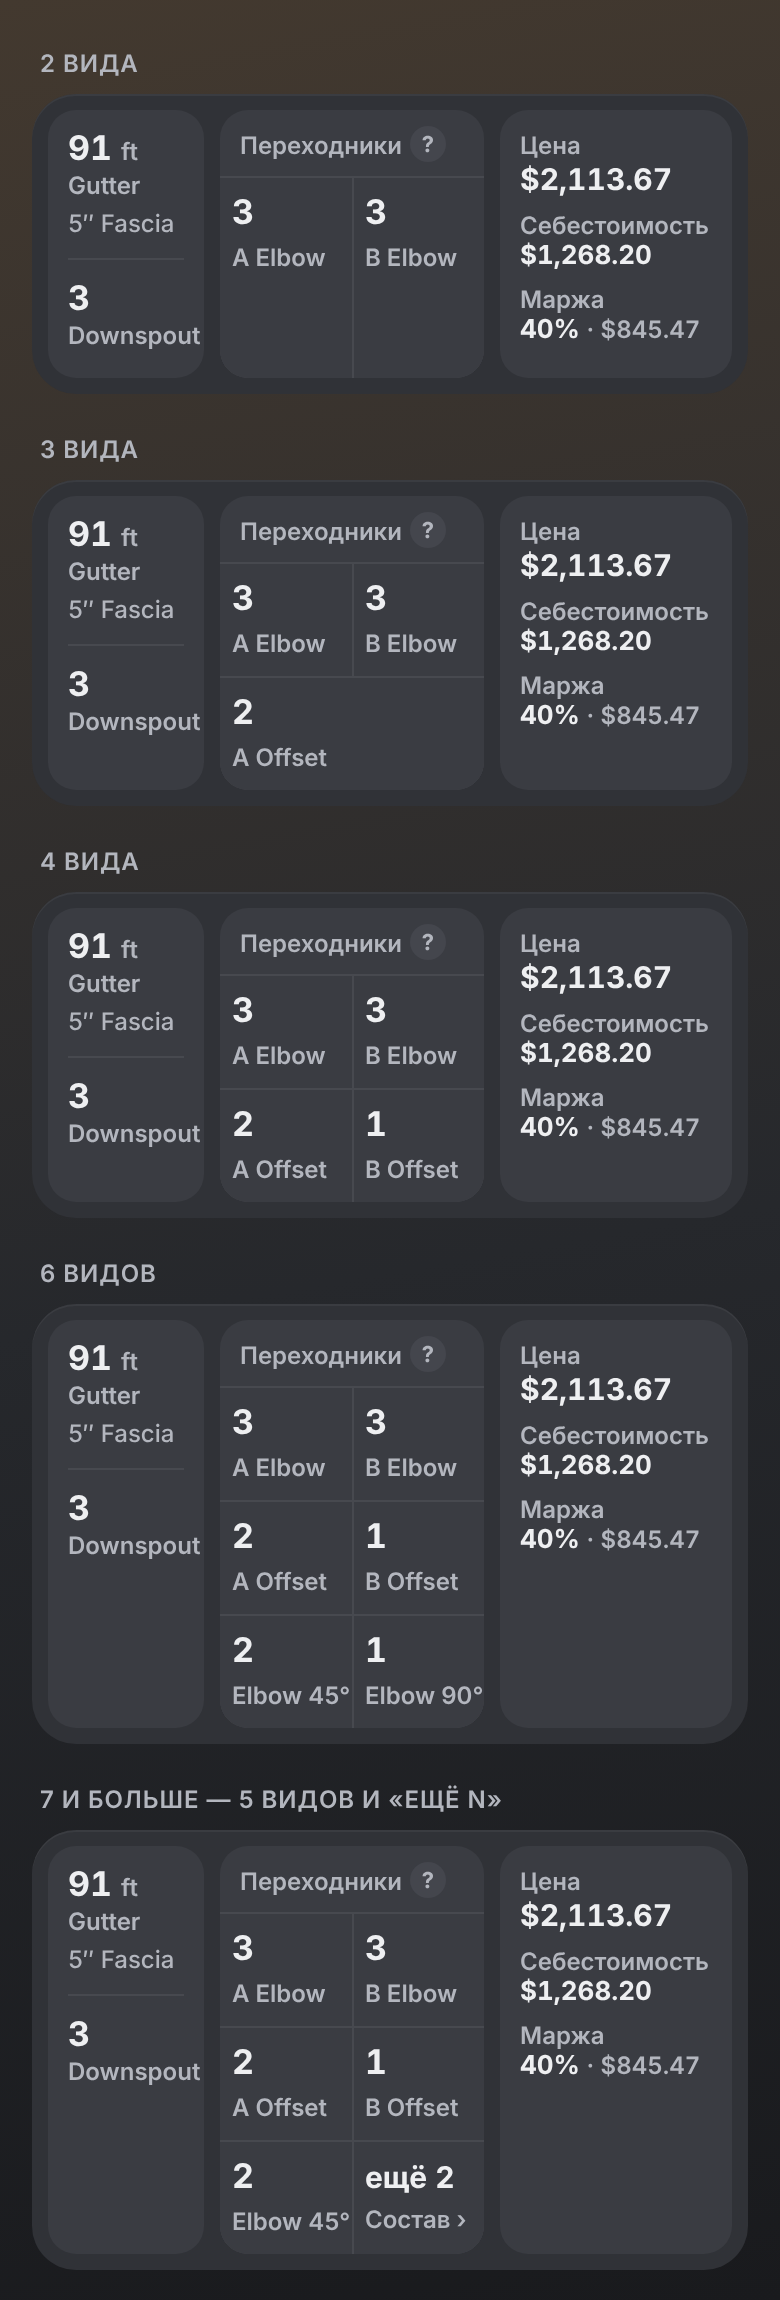 2 ВИДА
91 ft
Gutter
5″ Fascia
3
Downspout
Переходники ?
3
A Elbow
3
B Elbow
Цена
$2,113.67
Себестоимость
$1,268.20
Маржа
40% · $845.47
3 ВИДА
91 ft
Gutter
5″ Fascia
3
Downspout
Переходники ?
3
A Elbow
3
B Elbow
2
A Offset
Цена
$2,113.67
Себестоимость
$1,268.20
Маржа
40% · $845.47
4 ВИДА
91 ft
Gutter
5″ Fascia
3
Downspout
Переходники ?
3
A Elbow
3
B Elbow
2
A Offset
1
B Offset
Цена
$2,113.67
Себестоимость
$1,268.20
Маржа
40% · $845.47
6 ВИДОВ
91 ft
Gutter
5″ Fascia
3
Downspout
Переходники ?
3
A Elbow
3
B Elbow
2
A Offset
1
B Offset
2
Elbow 45°
1
Elbow 90°
Цена
$2,113.67
Себестоимость
$1,268.20
Маржа
40% · $845.47
7 И БОЛЬШЕ — 5 ВИДОВ И «ЕЩЁ N»
91 ft
Gutter
5″ Fascia
3
Downspout
Переходники ?
3
A Elbow
3
B Elbow
2
A Offset
1
B Offset
2
Elbow 45°
ещё 2
Состав ›
Цена
$2,113.67
Себестоимость
$1,268.20
Маржа
40% · $845.47